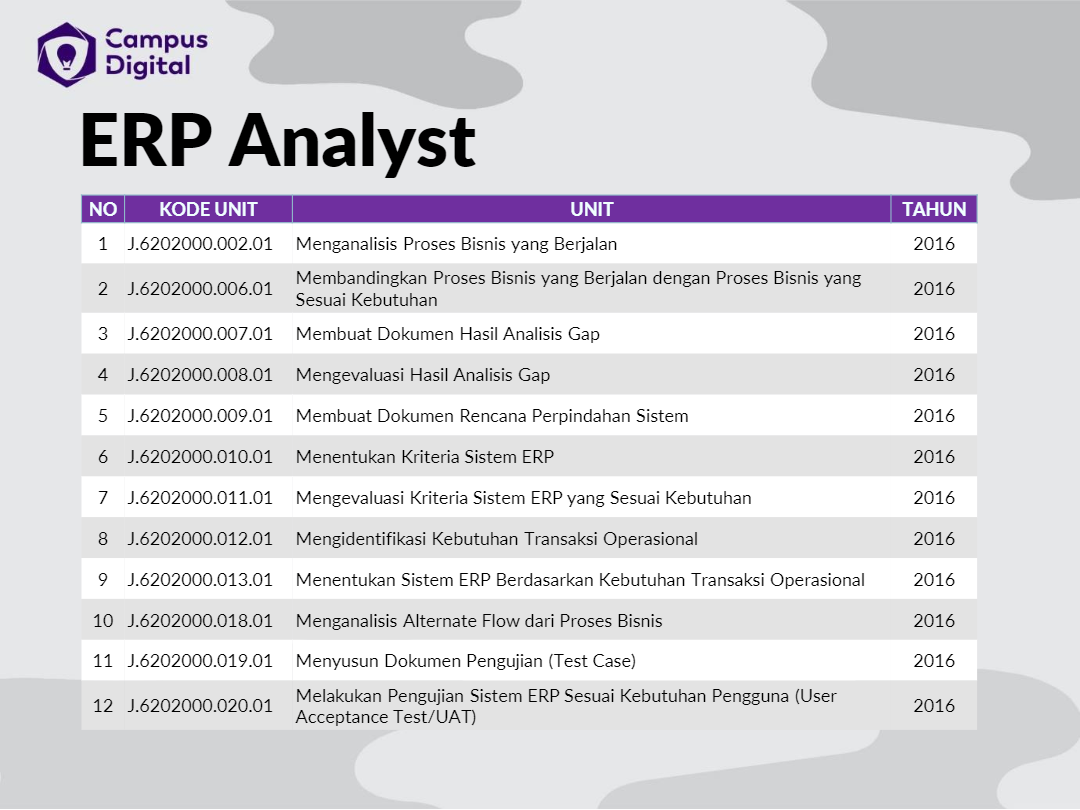 Campus
Digital
ERP Analyst
NO KODE UNIT UNIT TAHUN
1 J.6202000.002.01 Menganalisis Proses Bisnis yang Berjalan 2016
2 J.6202000.006.01 Membandingkan Proses Bisnis yang Berjalan dengan Proses Bisnis yang
Sesuai Kebutuhan 2016
3 J.6202000.007.01 Membuat Dokumen Hasil Analisis Gap 2016
4 J.6202000.008.01 Mengevaluasi Hasil Analisis Gap 2016
5 J.6202000.009.01 Membuat Dokumen Rencana Perpindahan Sistem 2016
6 J.6202000.010.01 Menentukan Kriteria Sistem ERP 2016
7 J.6202000.011.01 Mengevaluasi Kriteria Sistem ERP yang Sesuai Kebutuhan 2016
8 J.6202000.012.01 Mengidentifikasi Kebutuhan Transaksi Operasional 2016
9 J.6202000.013.01 Menentukan Sistem ERP Berdasarkan Kebutuhan Transaksi Operasional 2016
10 J.6202000.018.01 Menganalisis Alternate Flow dari Proses Bisnis 2016
11 J.6202000.019.01 Menyusun Dokumen Pengujian (Test Case) 2016
12 J.6202000.020.01 Melakukan Pengujian Sistem ERP Sesuai Kebutuhan Pengguna (User
Acceptance Test/UAT) 2016